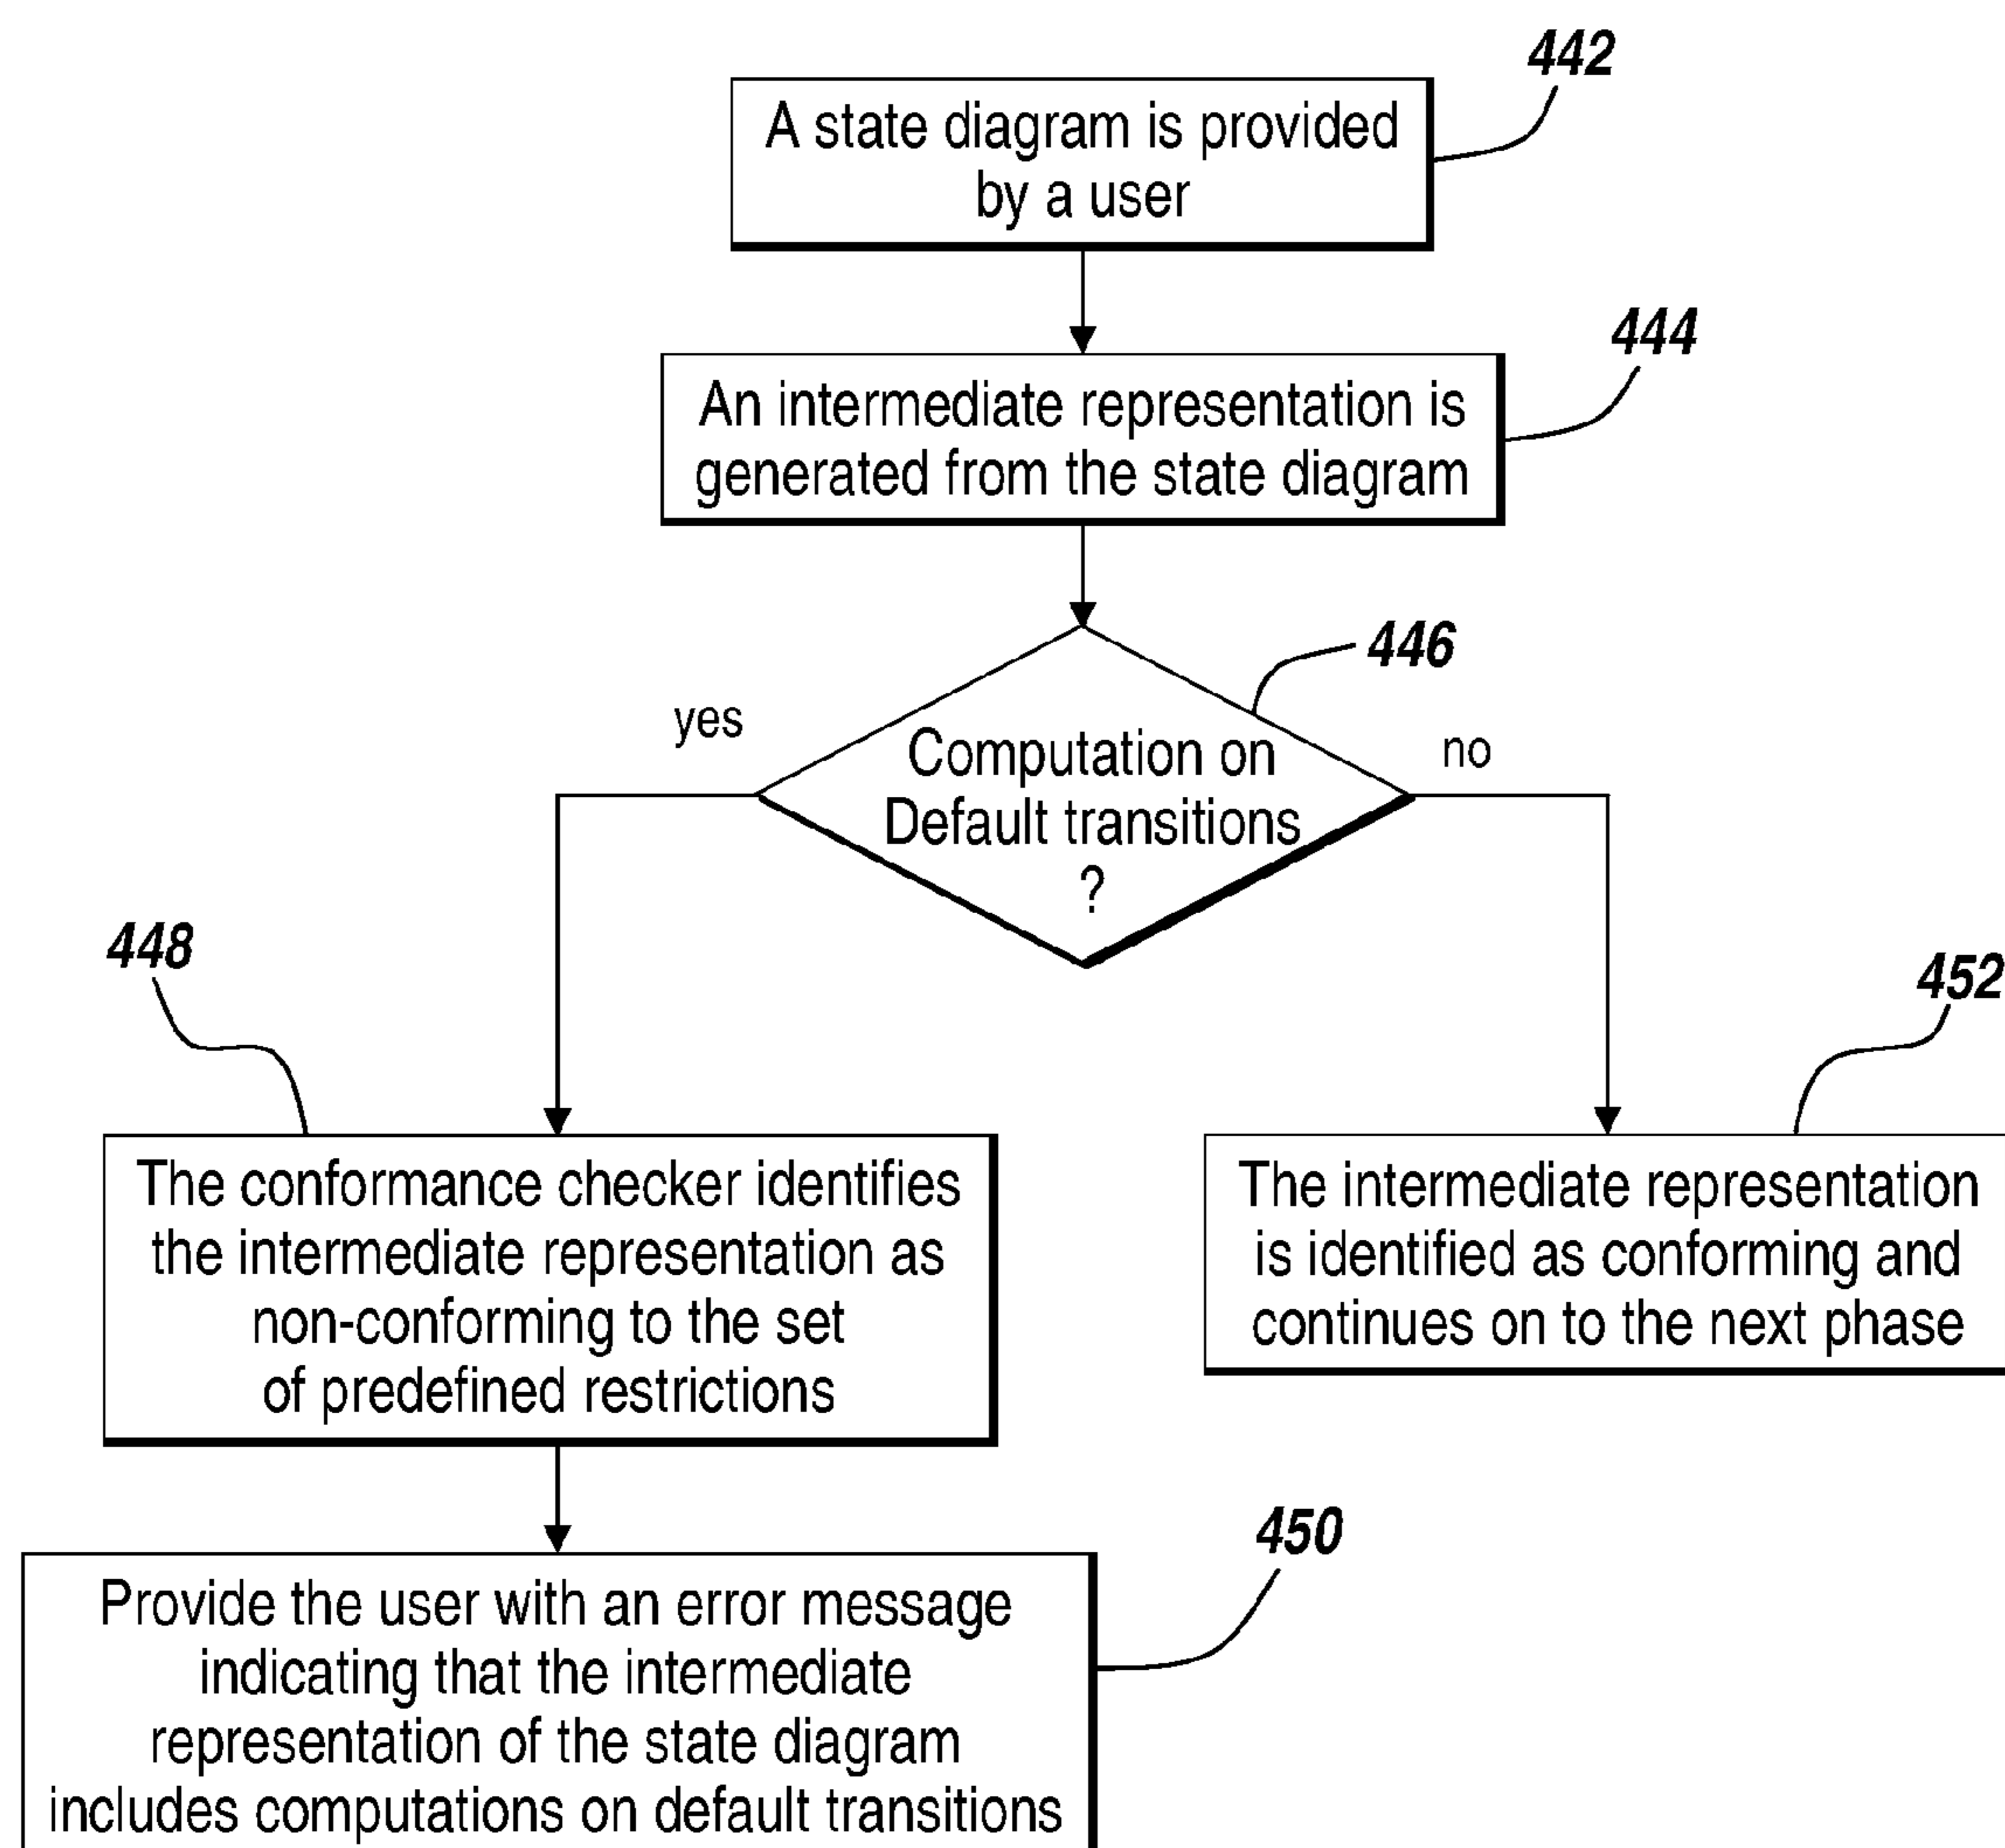 442
A state diagram is provided
by a user
444
An intermediate representation is
generated from the state diagram
446
yes
Computation on
Default transitions
?
no
448
452
The conformance checker identifies
the intermediate representation as
non-conforming to the set
of predefined restrictions
The intermediate representation
is identified as conforming and
continues on to the next phase
450
Provide the user with an error message
indicating that the intermediate
representation of the state diagram
includes computations on default transitions